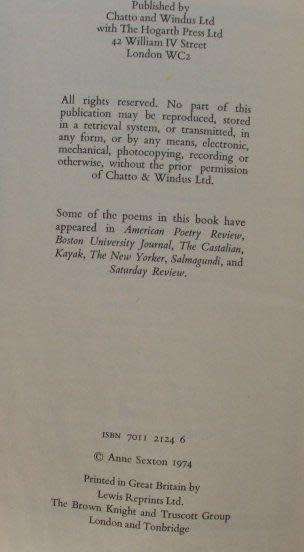 Published by
Chatto and Windus Ltd
with The Hogarth Press Ltd
42 William IV Street
London WC2
All rights reserved. No part of this
publication may be reproduced, stored
in a retrieval system, or transmitted, in
any form, or by any means, electronic,
mechanical, photocopying, recording or
otherwise, without the prior permission
of Chatto & Windus Ltd.
Some of the poems in this book have
appeared in American Poetry Review,
Boston University Journal, The Castalian,
Kayak, The New Yorker, Salmagundi, and
Saturday Review.
ISBN 7011 2124 6
© Anne Sexton 1974
Printed in Great Britain by
Lewis Reprints Ltd.
The Brown Knight and Truscott Group
London and Tonbridge